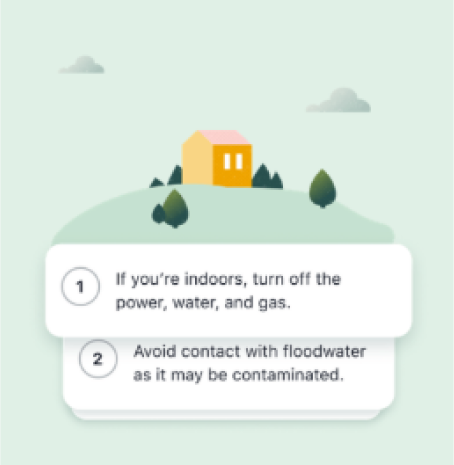 1
If you're indoors, turn off the
power, water, and gas.
2
Avoid contact with floodwater
as it may be contaminated.